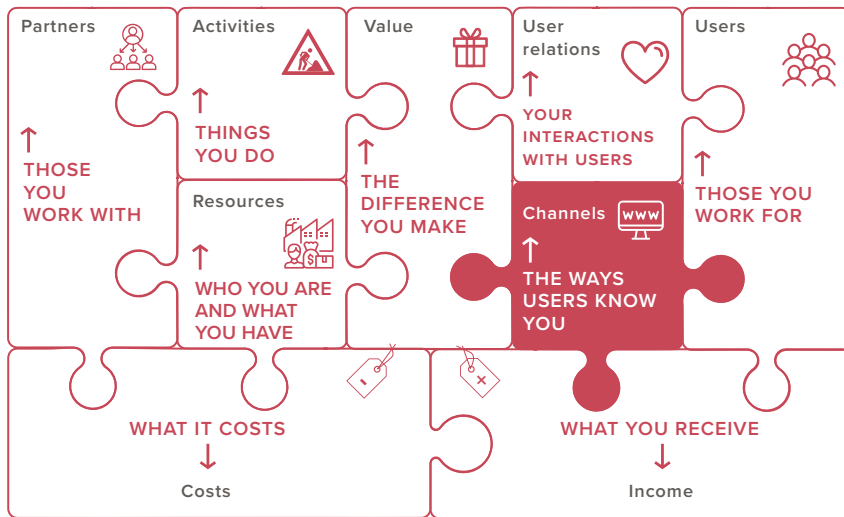 Partners
THOSE
YOU
WORK WITH
Activities
THINGS
YOU DO
Resources
WHO YOU ARE
AND WHAT
YOU HAVE
Value
THE
DIFFERENCE
YOU MAKE
User
relations
YOUR
INTERACTIONS
WITH USERS
Channels
www
THE WAYS
USERS KNOW
YOU
Users
THOSE YOU
WORK FOR
-
+
WHAT IT COSTS
Costs
WHAT YOU RECEIVE
Income